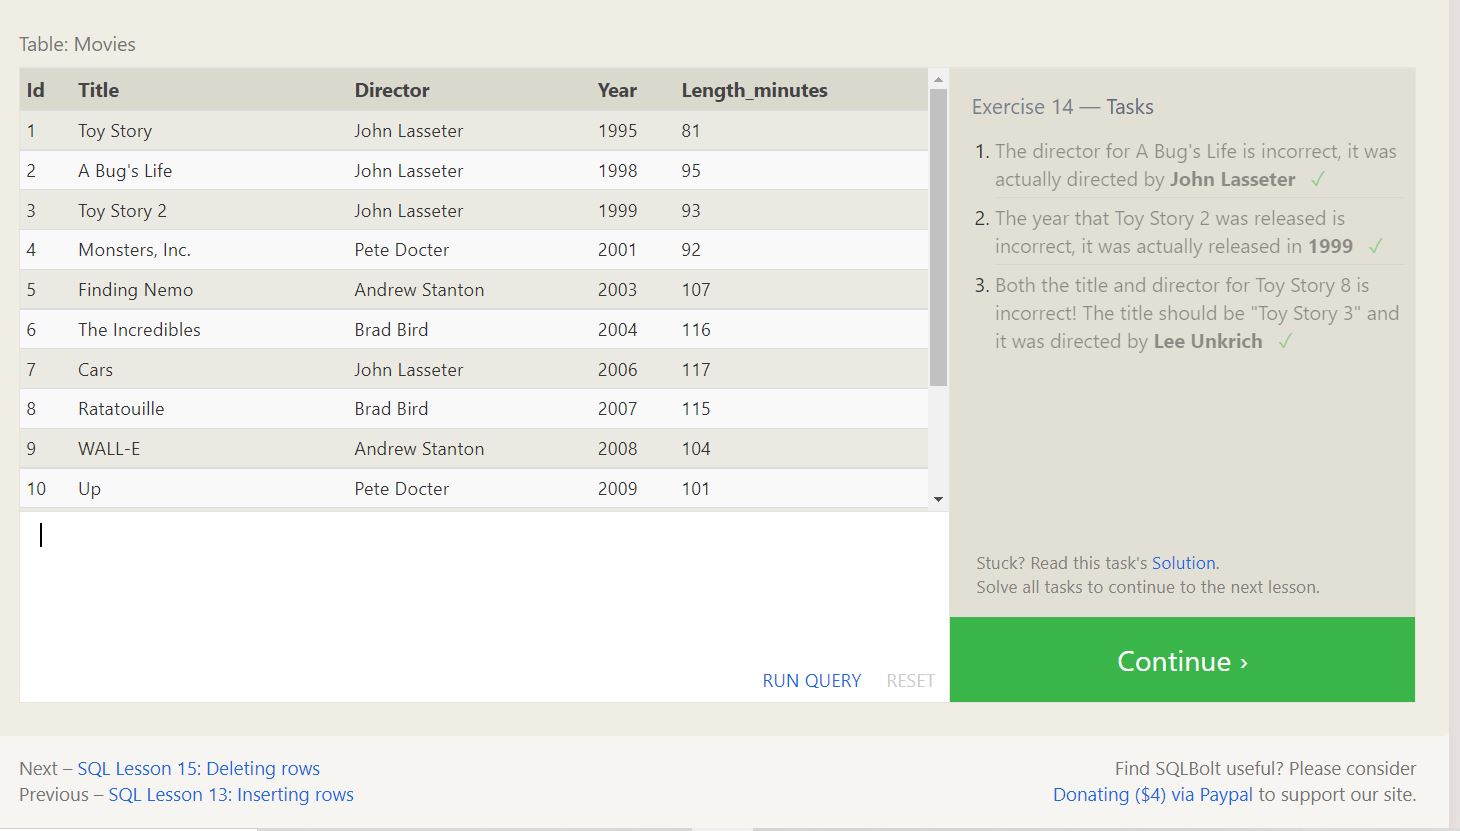 Table: Movies
Id Title Director Year Length_minutes
1 Toy Story John Lasseter 1995 81
2 A Bug's Life John Lasseter 1998 95
3 Toy Story 2 John Lasseter 1999 93
4 Monsters, Inc. Pete Docter 2001 92
5 Finding Nemo Andrew Stanton 2003 107
6 The Incredibles Brad Bird 2004 116
7 Cars John Lasseter 2006 117
8 Ratatouille Brad Bird 2007 115
9 WALL-E Andrew Stanton 2008 104
10 Up Pete Docter 2009 101
RUN QUERY RESET
Exercise 14 — Tasks
1. The director for A Bug's Life is incorrect, it was
actually directed by John Lasseter ✓
2. The year that Toy Story 2 was released is
incorrect, it was actually released in 1999 ✓
3. Both the title and director for Toy Story 8 is
incorrect! The title should be "Toy Story 3" and
it was directed by Lee Unkrich ✓
Stuck? Read this task's Solution.
Solve all tasks to continue to the next lesson.
Continue ›
Next – SQL Lesson 15: Deleting rows
Previous – SQL Lesson 13: Inserting rows
Find SQLBolt useful? Please consider
Donating ($4) via Paypal to support our site.